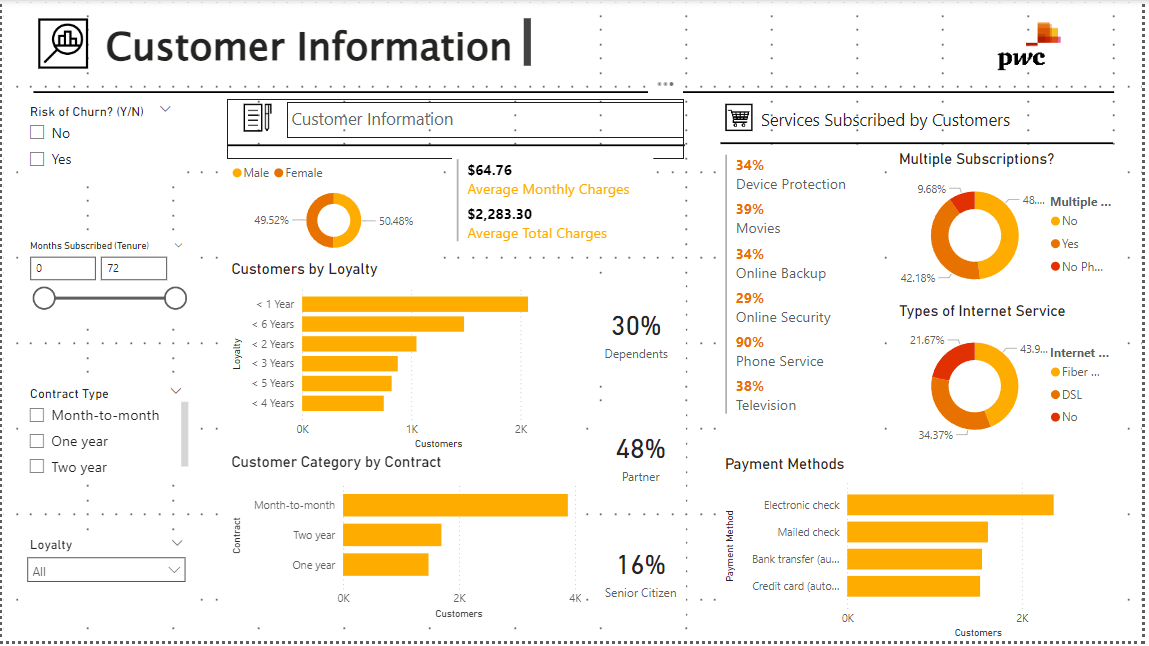 Customer Information
pwc
Risk of Churn? (Y/N)
No
Yes
Months Subscribed (Tenure)
0
72
Contract Type
Month-to-month
One year
Two year
Loyalty
All
Customer Information
Male
Female
49.52%
50.48%
$64.76
Average Monthly Charges
$2,283.30
Average Total Charges
Customers by Loyalty
Loyalty
< 1 Year
< 6 Years
< 2 Years
< 3 Years
< 5 Years
< 4 Years
0K
1K
2K
Customers
Customer Category by Contract
Contract
Month-to-month
Two year
One year
0K
2K
4K
Customers
30%
Dependents
48%
Partner
16%
Senior Citizen
Services Subscribed by Customers
34%
Device Protection
39%
Movies
34%
Online Backup
29%
Online Security
90%
Phone Service
38%
Television
Multiple Subscriptions?
9.68%
48....
42.18%
Multiple ...
No
Yes
No Ph...
Types of Internet Service
21.67%
43.9...
34.37%
Internet ...
Fiber ...
DSL
No
Payment Methods
Payment Method
Electronic check
Mailed check
Bank transfer (au...
Credit card (auto...
0K
2K
Customers